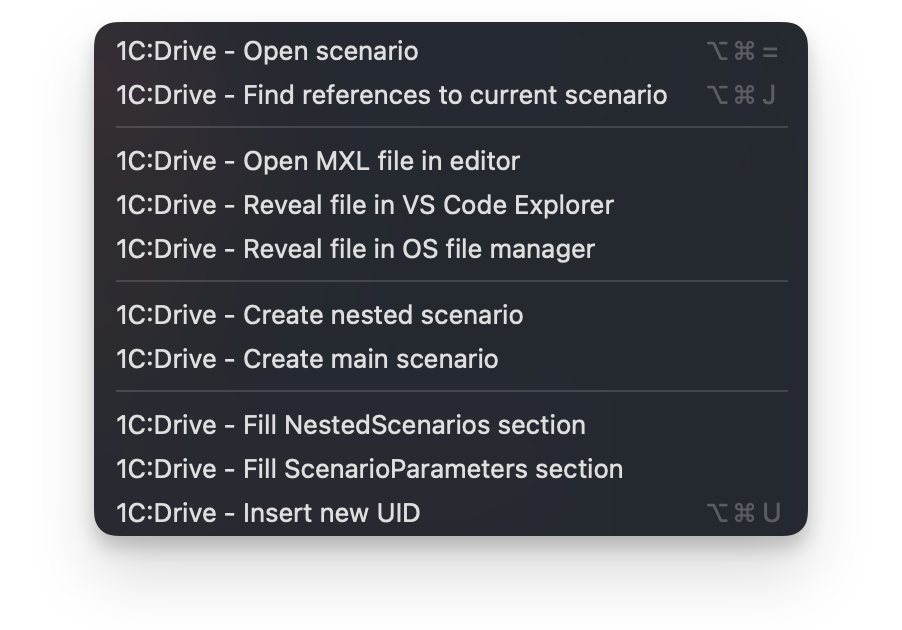 1C:Drive - Open scenario ⌥⌘=
1C:Drive - Find references to current scenario ⌥⌘J
1C:Drive - Open MXL file in editor
1C:Drive - Reveal file in VS Code Explorer
1C:Drive - Reveal file in OS file manager
1C:Drive - Create nested scenario
1C:Drive - Create main scenario
1C:Drive - Fill NestedScenarios section
1C:Drive - Fill ScenarioParameters section
1C:Drive - Insert new UID ⌥⌘U